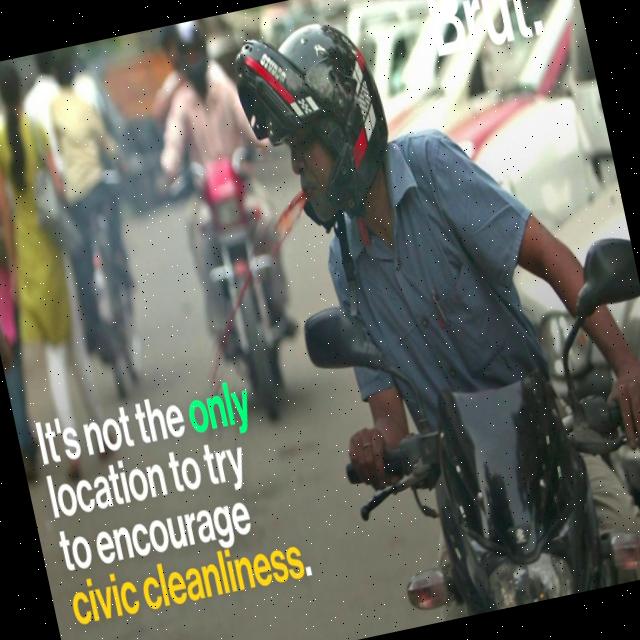 Brut.
It's not the only
location to try
to encourage
civic cleanliness.